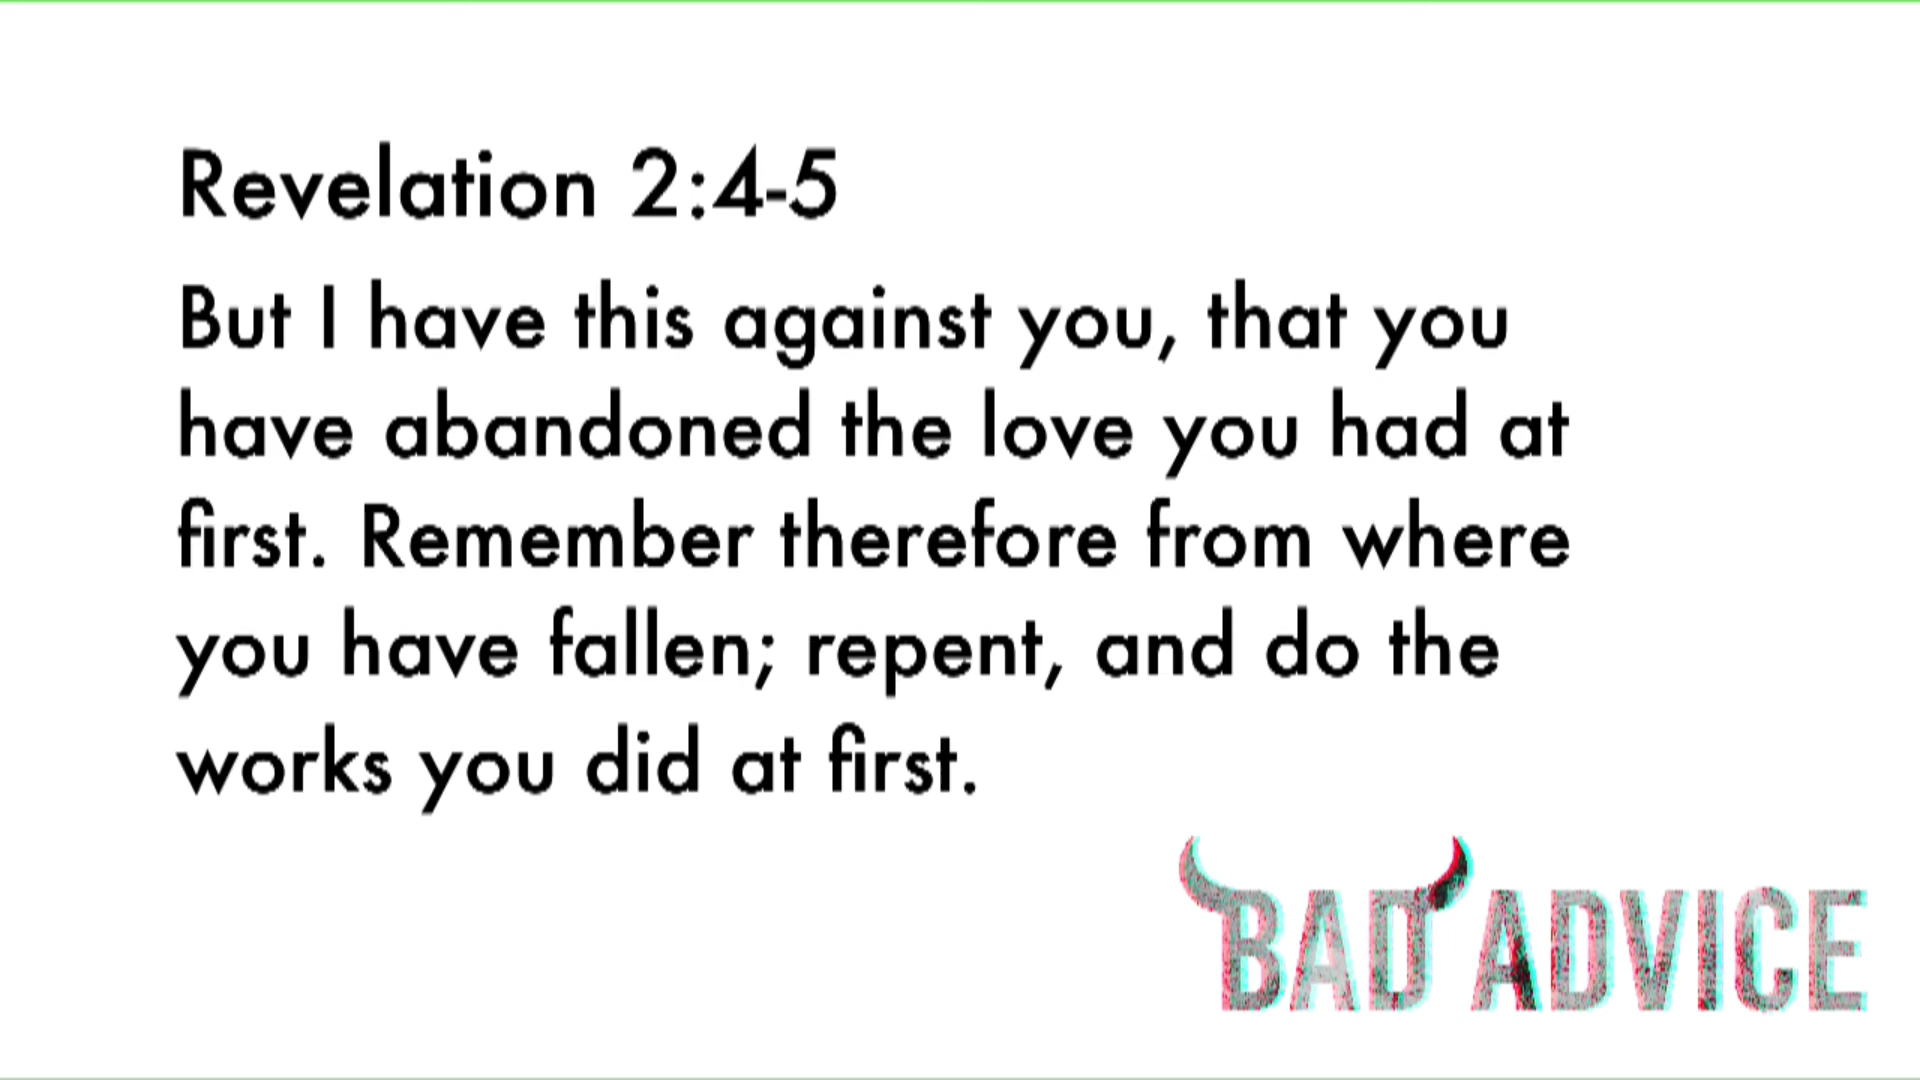 Revelation 2:4-5
But I have this against you, that you
have abandoned the love you had at
first. Remember therefore from where
you have fallen; repent, and do the
works you did at first.
BAD ADVICE